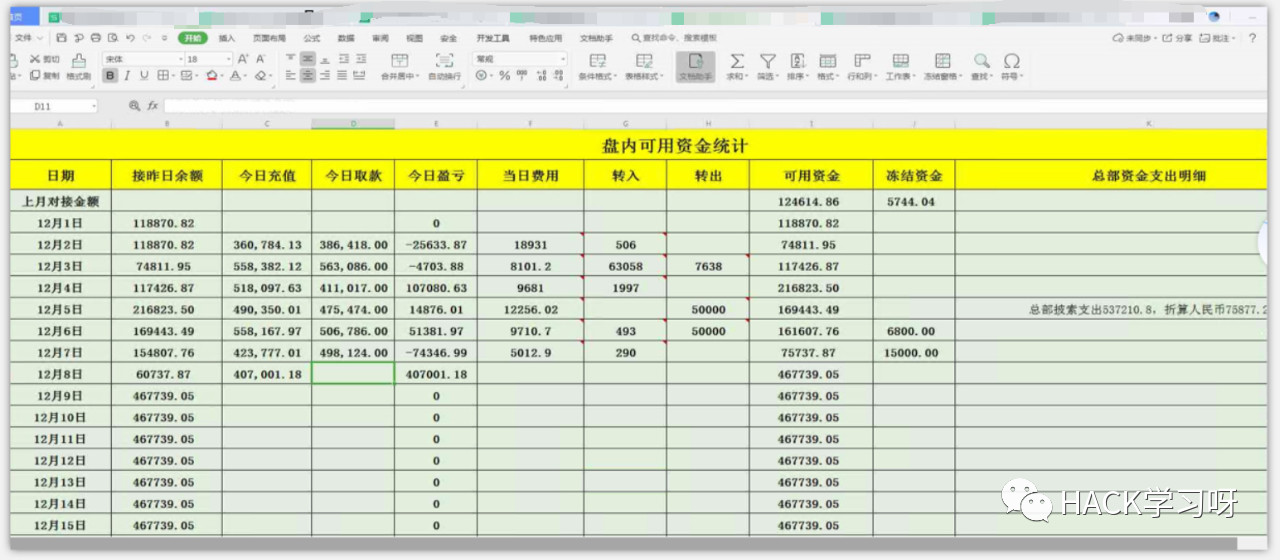 文件 开始 插入 页面布局 公式 数据 审阅 视图 安全 开发工具 特色应用 文档助手 查找命令、搜索模板 未同步 分享 批注 ?
剪切 宋体 18 A⁺ A⁻ 常规
复制 格式刷 B I U A 合并居中 自动换行 % 条件格式 表格样式 文档助手 求和 筛选 排序 格式 行和列 工作表 冻结窗格 查找 符号
D11 fx
A B C D E F G H I J K
盘内可用资金统计
日期 接昨日余额 今日充值 今日取款 今日盈亏 当日费用 转入 转出 可用资金 冻结资金 总部资金支出明细
上月对接金额 124614.86 5744.04
12月1日 118870.82 0 118870.82
12月2日 118870.82 360,784.13 386,418.00 -25633.87 18931 506 74811.95
12月3日 74811.95 558,382.12 563,086.00 -4703.88 8101.2 63058 7638 117426.87
12月4日 117426.87 518,097.63 411,017.00 107080.63 9681 1997 216823.50
12月5日 216823.50 490,350.01 475,474.00 14876.01 12256.02 50000 169443.49 总部披索支出537210.8，折算人民币75877.2
12月6日 169443.49 558,167.97 506,786.00 51381.97 9710.7 493 50000 161607.76 6800.00
12月7日 154807.76 423,777.01 498,124.00 -74346.99 5012.9 290 75737.87 15000.00
12月8日 60737.87 407,001.18 407001.18 467739.05
12月9日 467739.05 0 467739.05
12月10日 467739.05 0 467739.05
12月11日 467739.05 0 467739.05
12月12日 467739.05 0 467739.05
12月13日 467739.05 0 467739.05
12月14日 467739.05 0 467739.05
12月15日 467739.05 0 467739.05
HACK学习呀